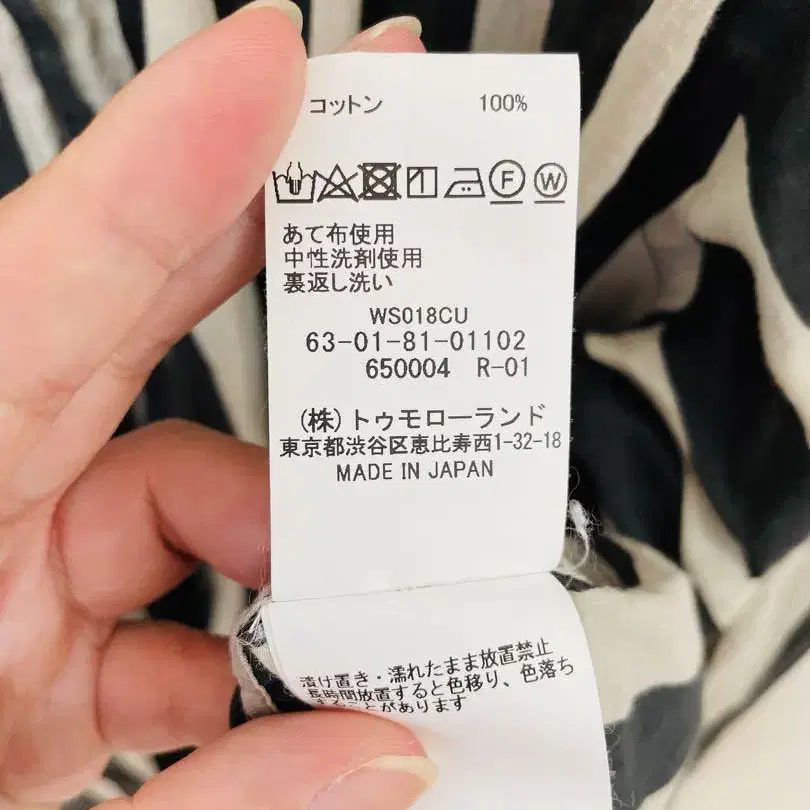 コットン 100%
F W
あて布使用
中性洗剤使用
裏返し洗い
WS018CU
63-01-81-01102
650004 R-01
(株)トゥモローランド
東京都渋谷区恵比寿西1-32-18
MADE IN JAPAN
漬け置き・濡れたまま放置禁止
長時間放置すると色移り、色落ち
することがあります